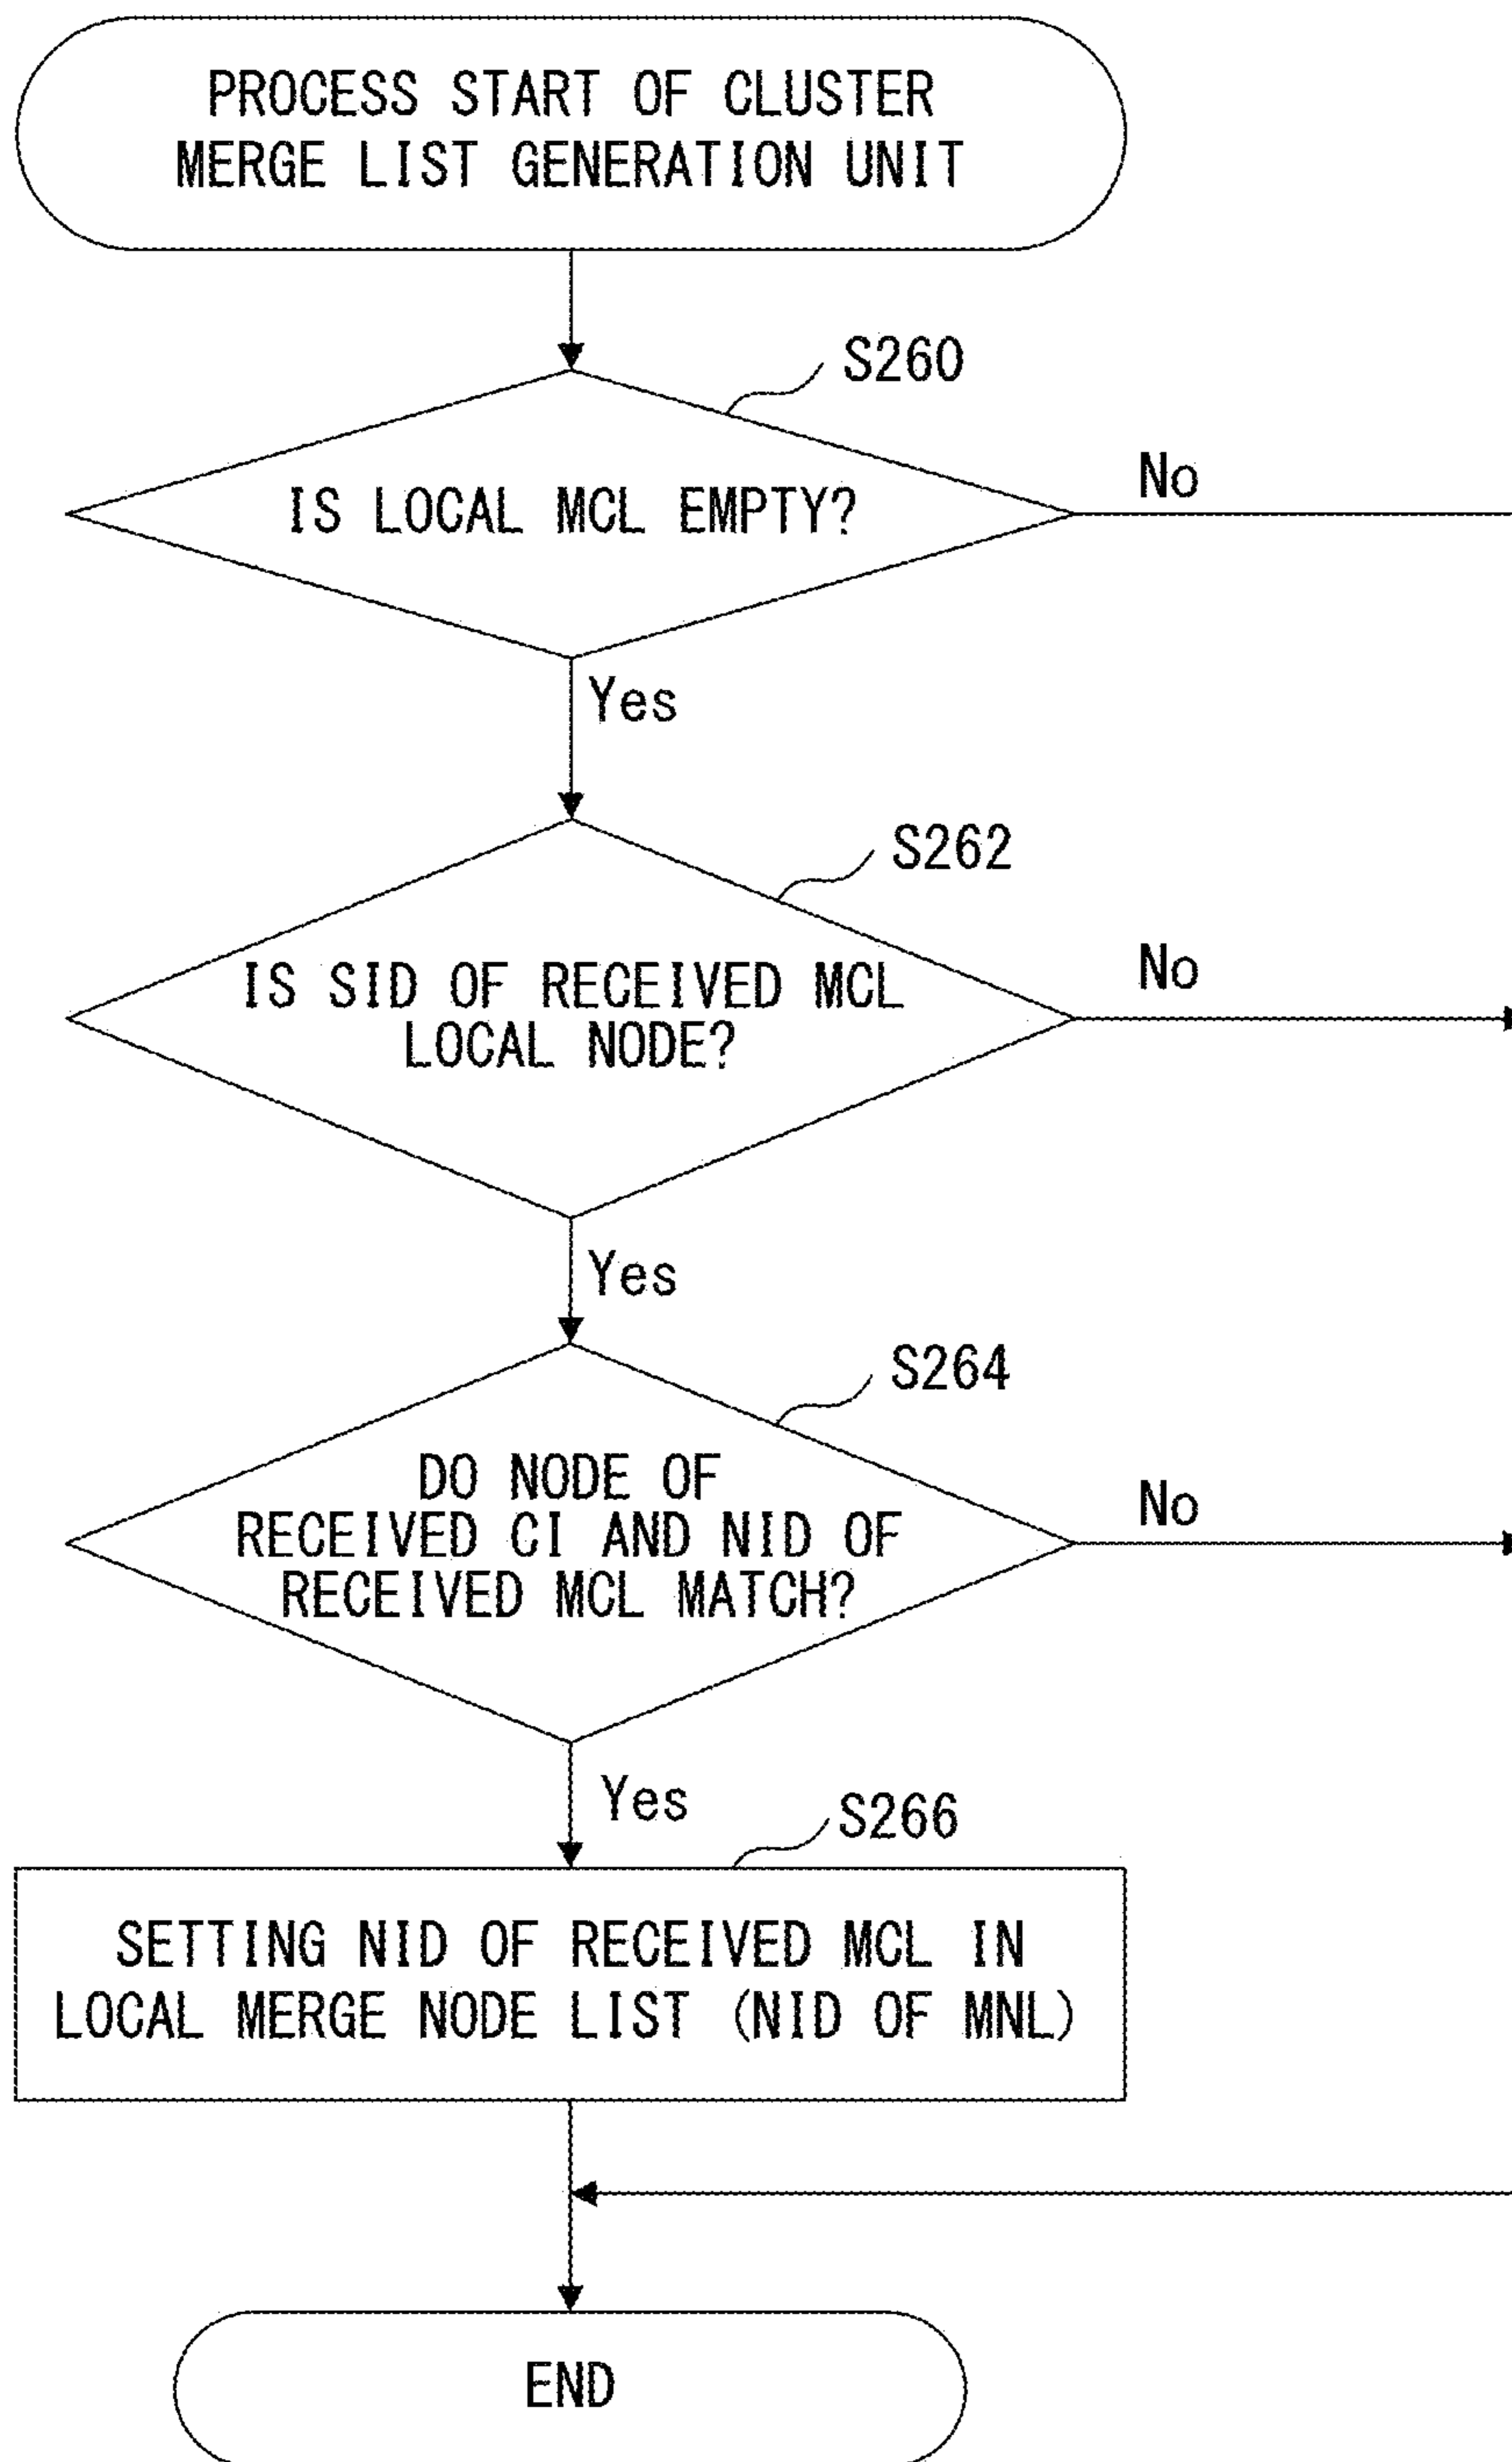 PROCESS START OF CLUSTER
MERGE LIST GENERATION UNIT
S260
IS LOCAL MCL EMPTY?
No
Yes
S262
IS SID OF RECEIVED MCL
LOCAL NODE?
No
Yes
S264
DO NODE OF
RECEIVED CI AND NID OF
RECEIVED MCL MATCH?
No
Yes
S266
SETTING NID OF RECEIVED MCL IN
LOCAL MERGE NODE LIST (NID OF MNL)
END